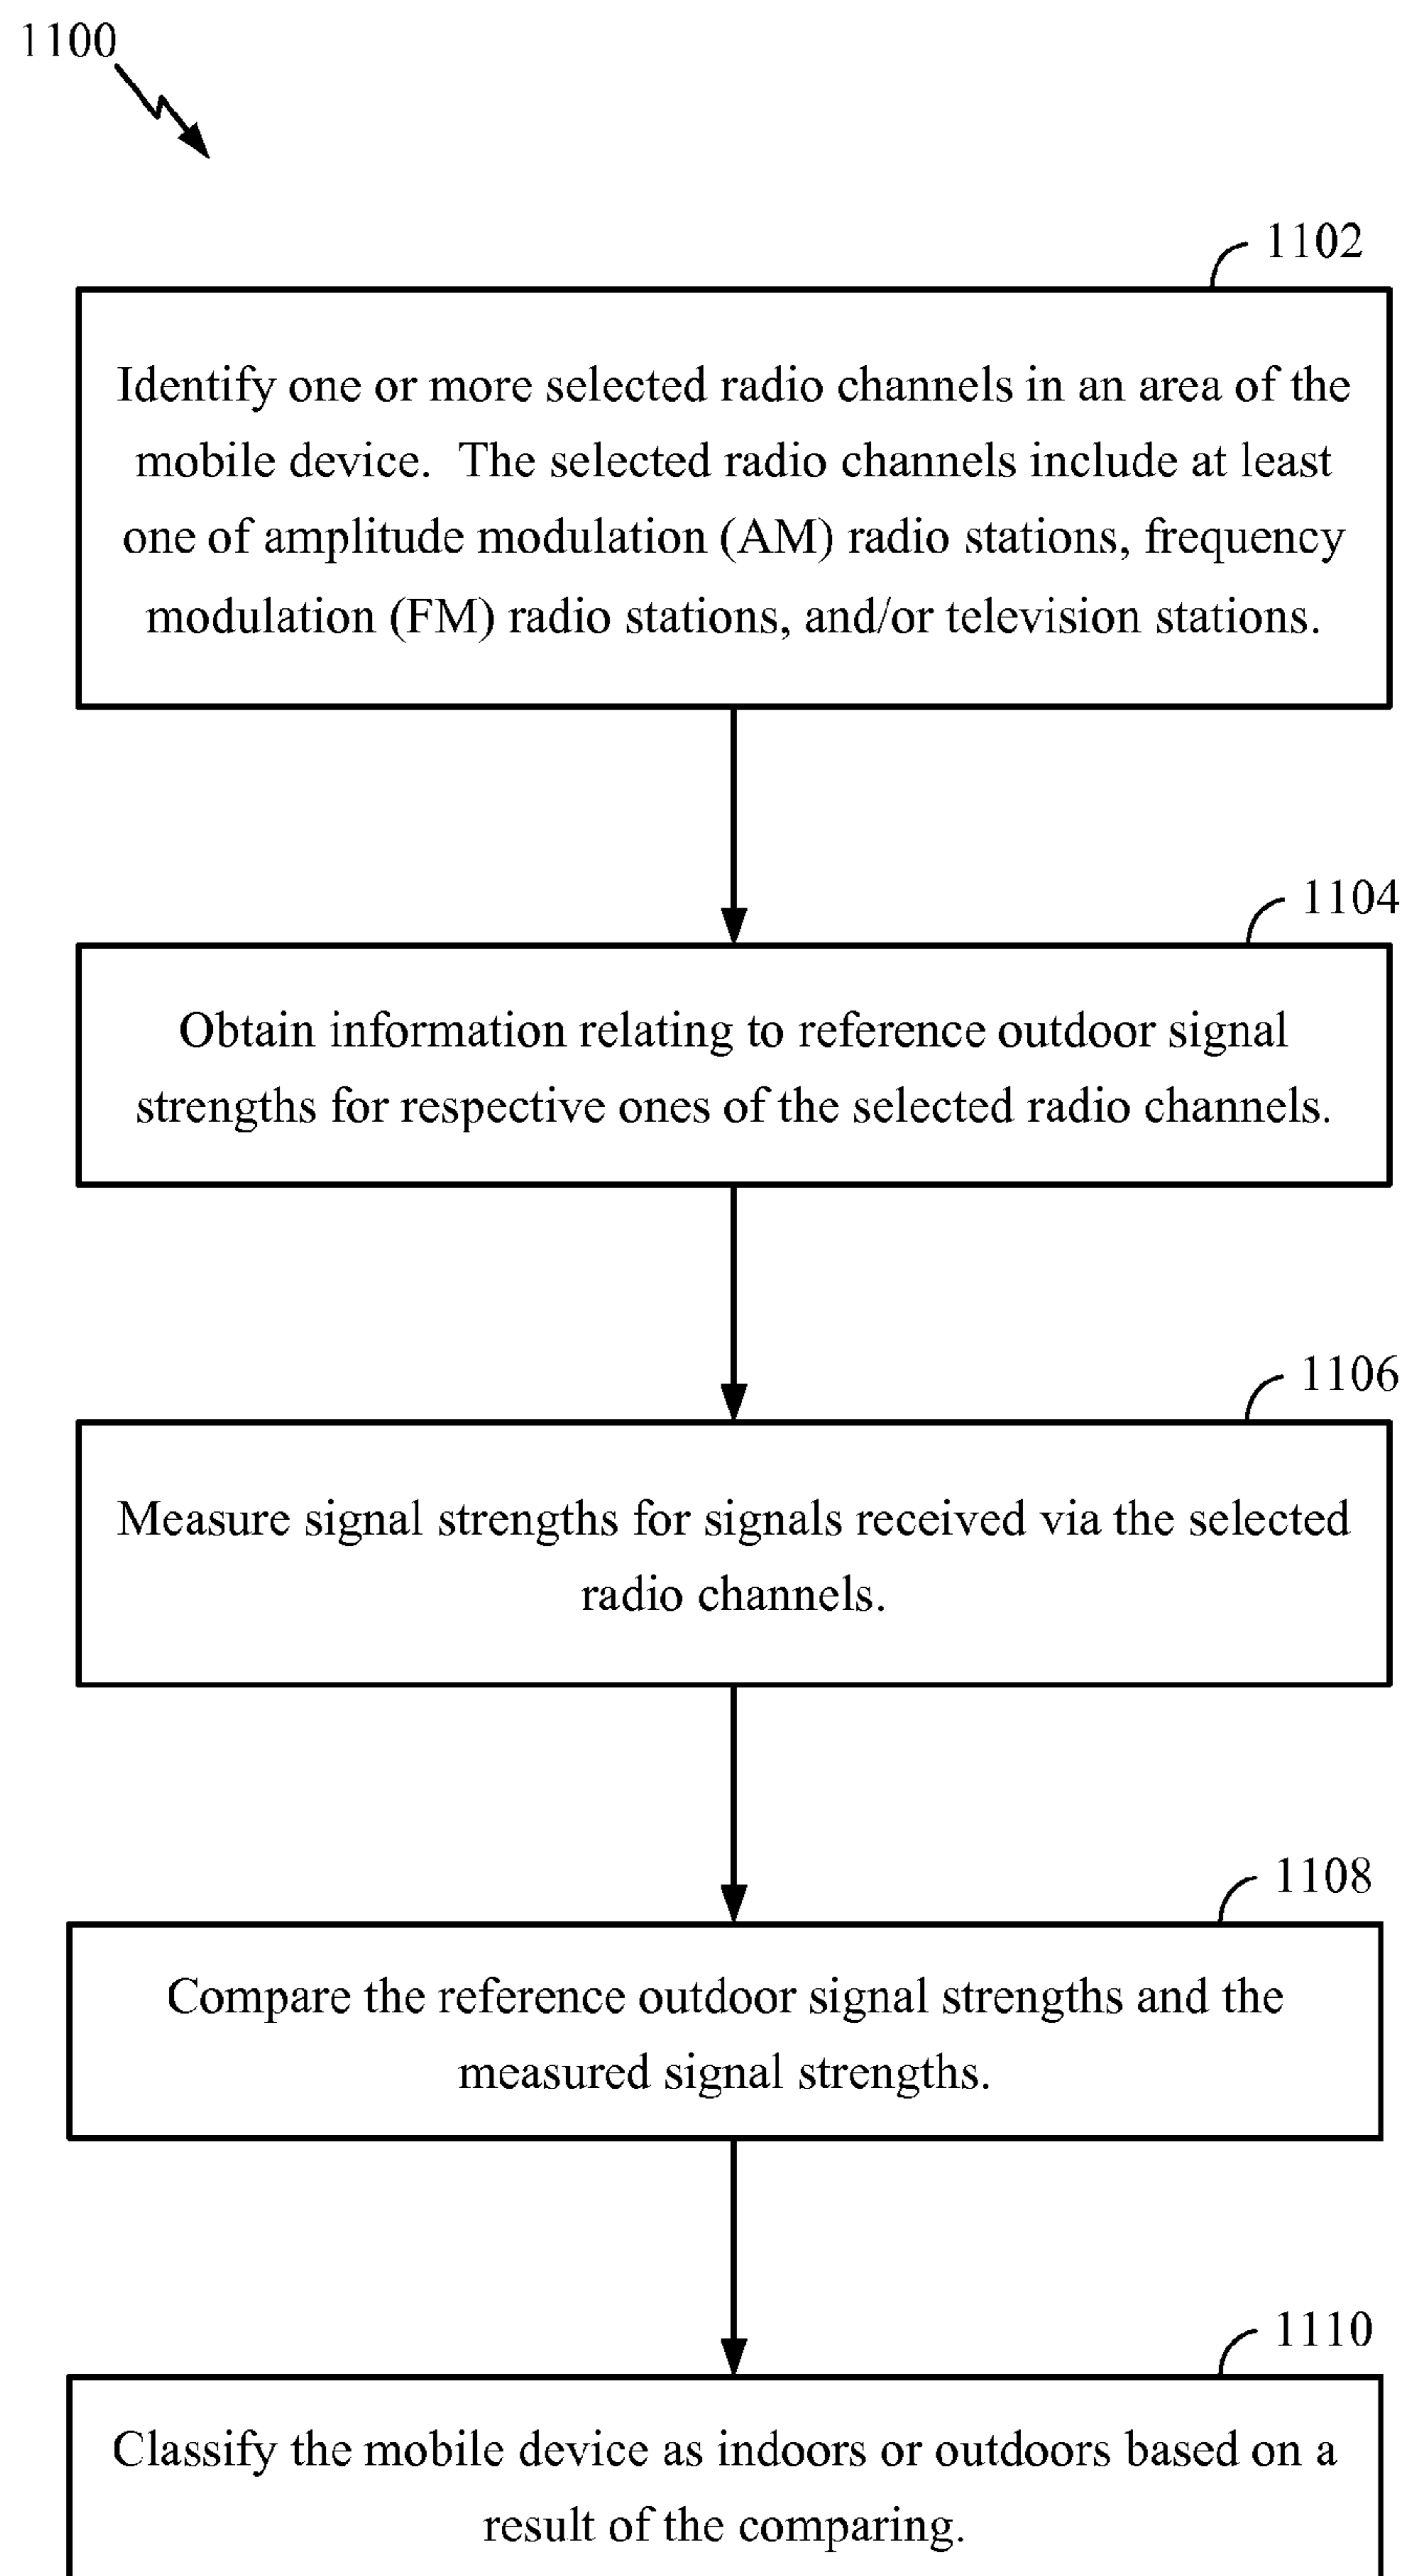 1100
1102
Identify one or more selected radio channels in an area of the
mobile device.  The selected radio channels include at least
one of amplitude modulation (AM) radio stations, frequency
modulation (FM) radio stations, and/or television stations.
1104
Obtain information relating to reference outdoor signal
strengths for respective ones of the selected radio channels.
1106
Measure signal strengths for signals received via the selected
radio channels.
1108
Compare the reference outdoor signal strengths and the
measured signal strengths.
1110
Classify the mobile device as indoors or outdoors based on a
result of the comparing.